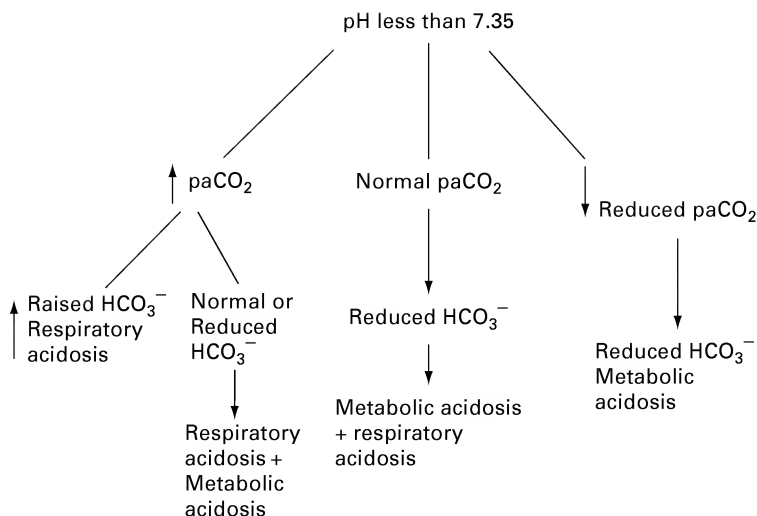 pH less than 7.35
paCO₂
Normal paCO₂
Reduced paCO₂
Raised HCO₃⁻
Respiratory
acidosis
Normal or
Reduced
HCO₃⁻
Respiratory
acidosis +
Metabolic
acidosis
Reduced HCO₃⁻
Metabolic acidosis
+ respiratory
acidosis
Reduced HCO₃⁻
Metabolic
acidosis